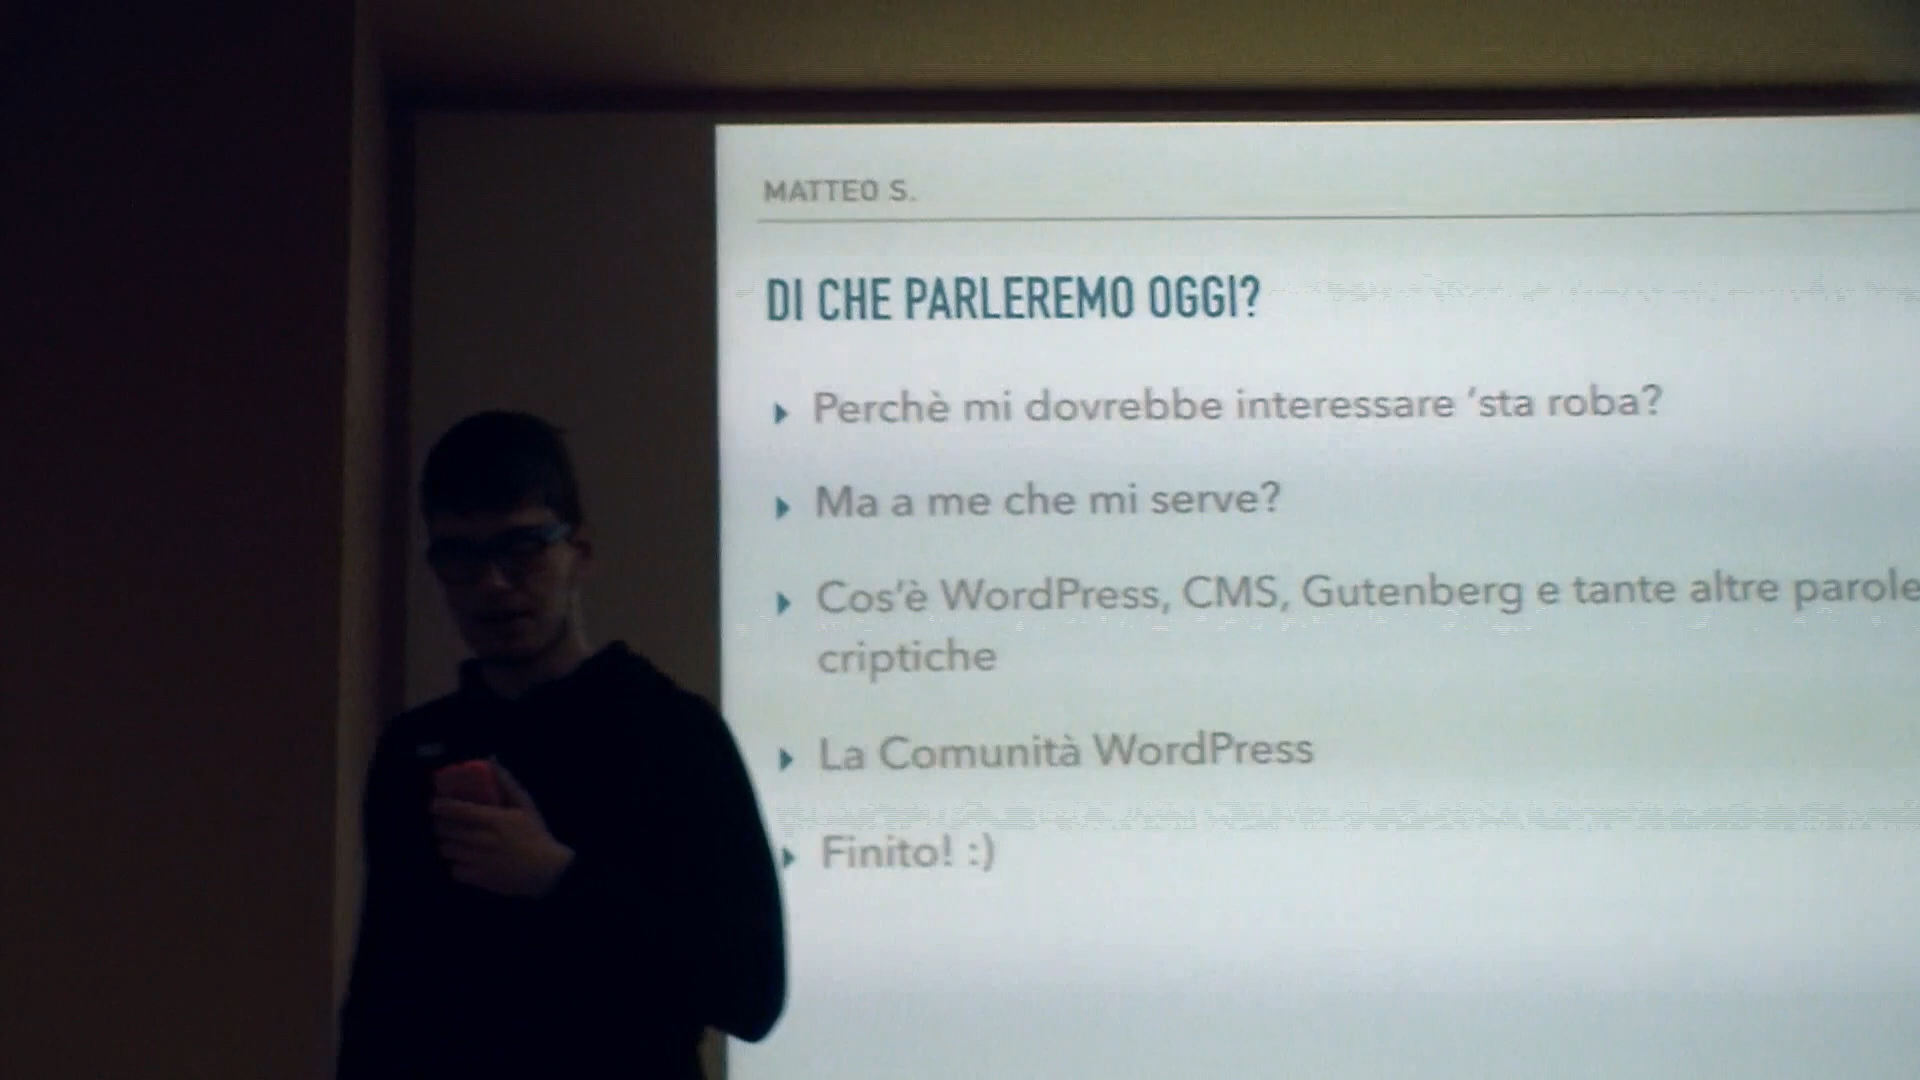 MATTEO S.
DI CHE PARLEREMO OGGI?
Perchè mi dovrebbe interessare 'sta roba?
Ma a me che mi serve?
Cos'è WordPress, CMS, Gutenberg e tante altre parole
criptiche
La Comunità WordPress
Finito! :)